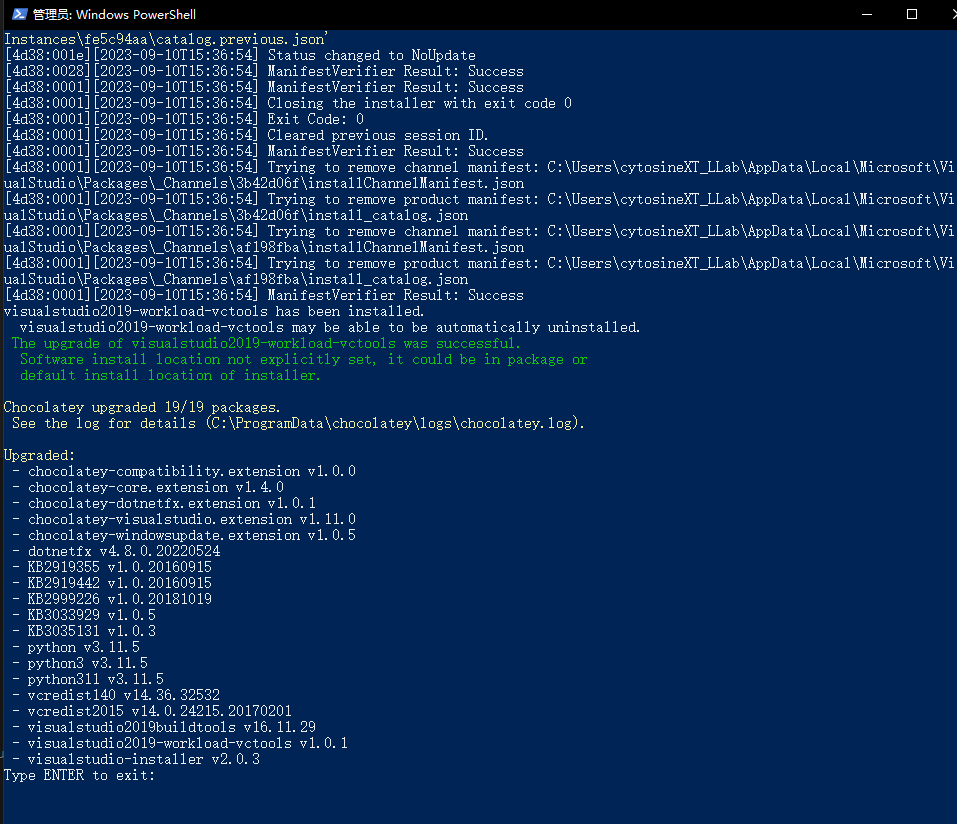 管理员: Windows PowerShell
Instances\fe5c94aa\catalog.previous.json'
[4d38:001e][2023-09-10T15:36:54] Status changed to NoUpdate
[4d38:0028][2023-09-10T15:36:54] ManifestVerifier Result: Success
[4d38:0001][2023-09-10T15:36:54] ManifestVerifier Result: Success
[4d38:0001][2023-09-10T15:36:54] Closing the installer with exit code 0
[4d38:0001][2023-09-10T15:36:54] Exit Code: 0
[4d38:0001][2023-09-10T15:36:54] Cleared previous session ID.
[4d38:0001][2023-09-10T15:36:54] ManifestVerifier Result: Success
[4d38:0001][2023-09-10T15:36:54] Trying to remove channel manifest: C:\Users\cytosineXT_LLab\AppData\Local\Microsoft\Vi
ualStudio\Packages\_Channels\3b42d06f\installChannelManifest.json
[4d38:0001][2023-09-10T15:36:54] Trying to remove product manifest: C:\Users\cytosineXT_LLab\AppData\Local\Microsoft\Vi
ualStudio\Packages\_Channels\3b42d06f\install_catalog.json
[4d38:0001][2023-09-10T15:36:54] Trying to remove channel manifest: C:\Users\cytosineXT_LLab\AppData\Local\Microsoft\Vi
ualStudio\Packages\_Channels\af198fba\installChannelManifest.json
[4d38:0001][2023-09-10T15:36:54] Trying to remove product manifest: C:\Users\cytosineXT_LLab\AppData\Local\Microsoft\Vi
ualStudio\Packages\_Channels\af198fba\install_catalog.json
[4d38:0001][2023-09-10T15:36:54] ManifestVerifier Result: Success
visualstudio2019-workload-vctools has been installed.
  visualstudio2019-workload-vctools may be able to be automatically uninstalled.
 The upgrade of visualstudio2019-workload-vctools was successful.
  Software install location not explicitly set, it could be in package or
  default install location of installer.
Chocolatey upgraded 19/19 packages.
 See the log for details (C:\ProgramData\chocolatey\logs\chocolatey.log).
Upgraded:
 - chocolatey-compatibility.extension v1.0.0
 - chocolatey-core.extension v1.4.0
 - chocolatey-dotnetfx.extension v1.0.1
 - chocolatey-visualstudio.extension v1.11.0
 - chocolatey-windowsupdate.extension v1.0.5
 - dotnetfx v4.8.0.20220524
 - KB2919355 v1.0.20160915
 - KB2919442 v1.0.20160915
 - KB2999226 v1.0.20181019
 - KB3033929 v1.0.5
 - KB3035131 v1.0.3
 - python v3.11.5
 - python3 v3.11.5
 - python311 v3.11.5
 - vcredist140 v14.36.32532
 - vcredist2015 v14.0.24215.20170201
 - visualstudio2019buildtools v16.11.29
 - visualstudio2019-workload-vctools v1.0.1
 - visualstudio-installer v2.0.3
Type ENTER to exit: